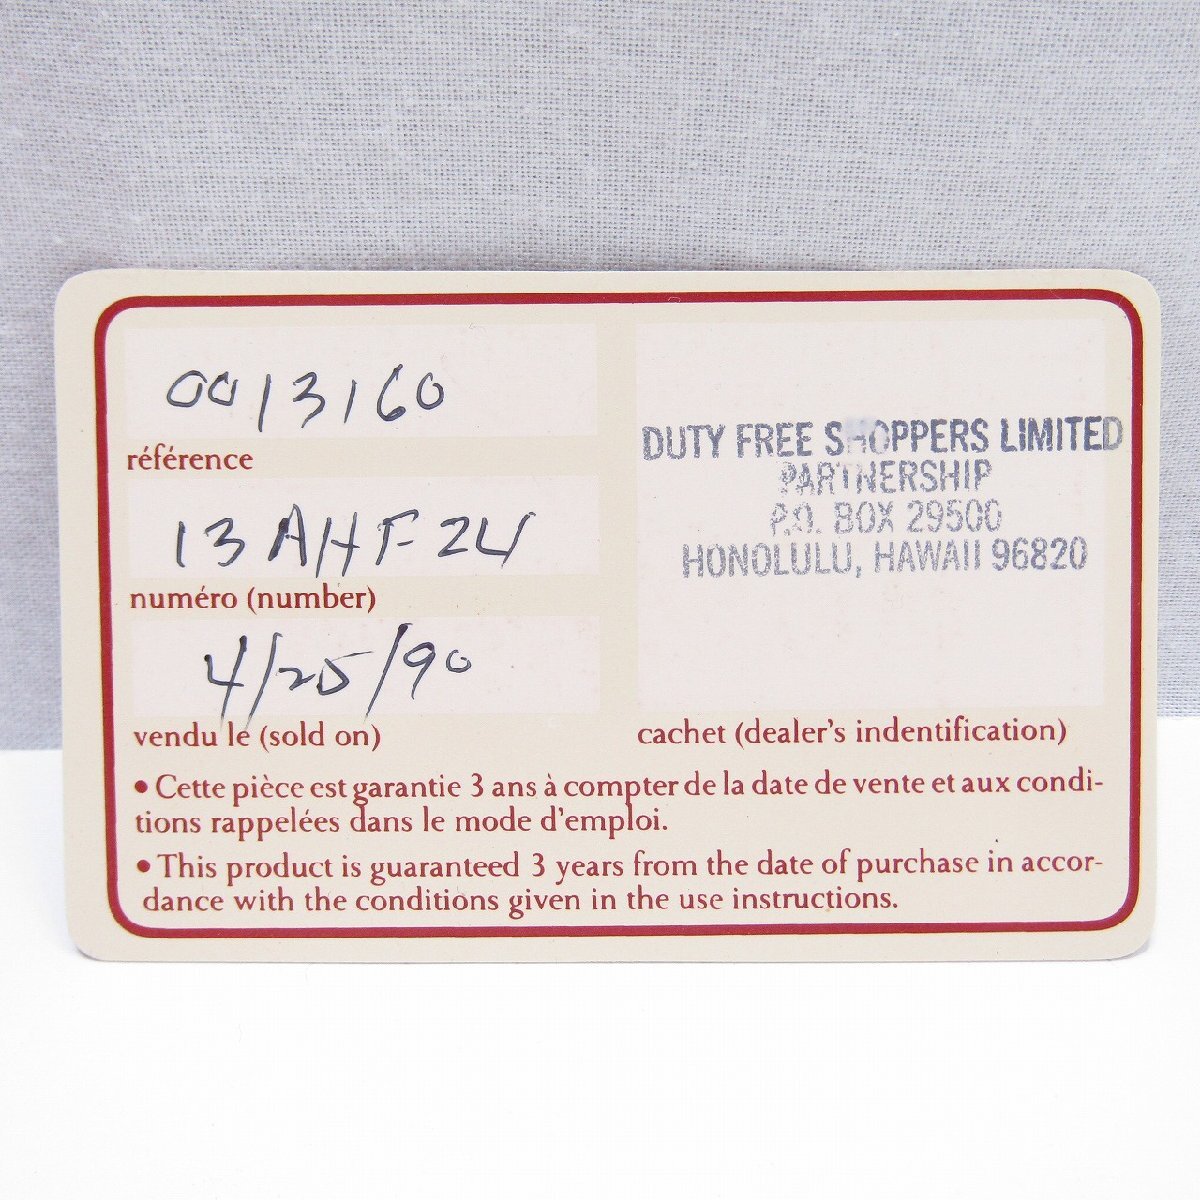 0013160
référence
13AHF24
numéro (number)
4/25/90
vendu le (sold on)
DUTY FREE SHOPPERS LIMITED
PARTNERSHIP
P.O. BOX 29500
HONOLULU, HAWAII 96820
cachet (dealer's indentification)
• Cette pièce est garantie 3 ans à compter de la date de vente et aux condi-
tions rappelées dans le mode d'emploi.
• This product is guaranteed 3 years from the date of purchase in accor-
dance with the conditions given in the use instructions.